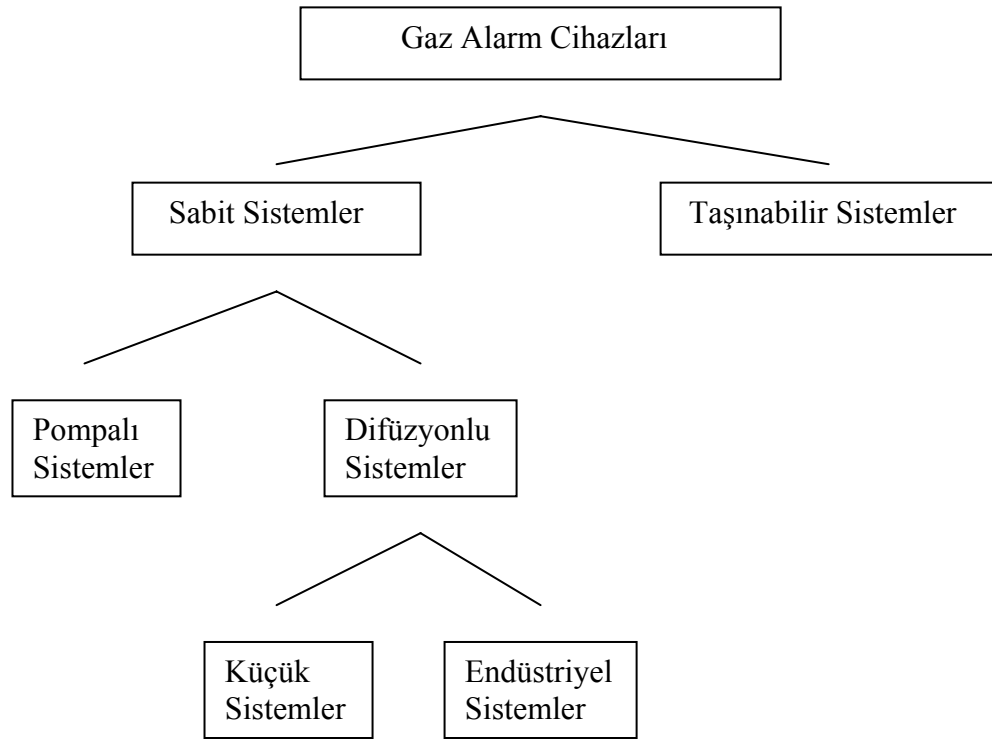 Gaz Alarm Cihazları
Sabit Sistemler
Taşınabilir Sistemler
Pompalı
Sistemler
Difüzyonlu
Sistemler
Küçük
Sistemler
Endüstriyel
Sistemler